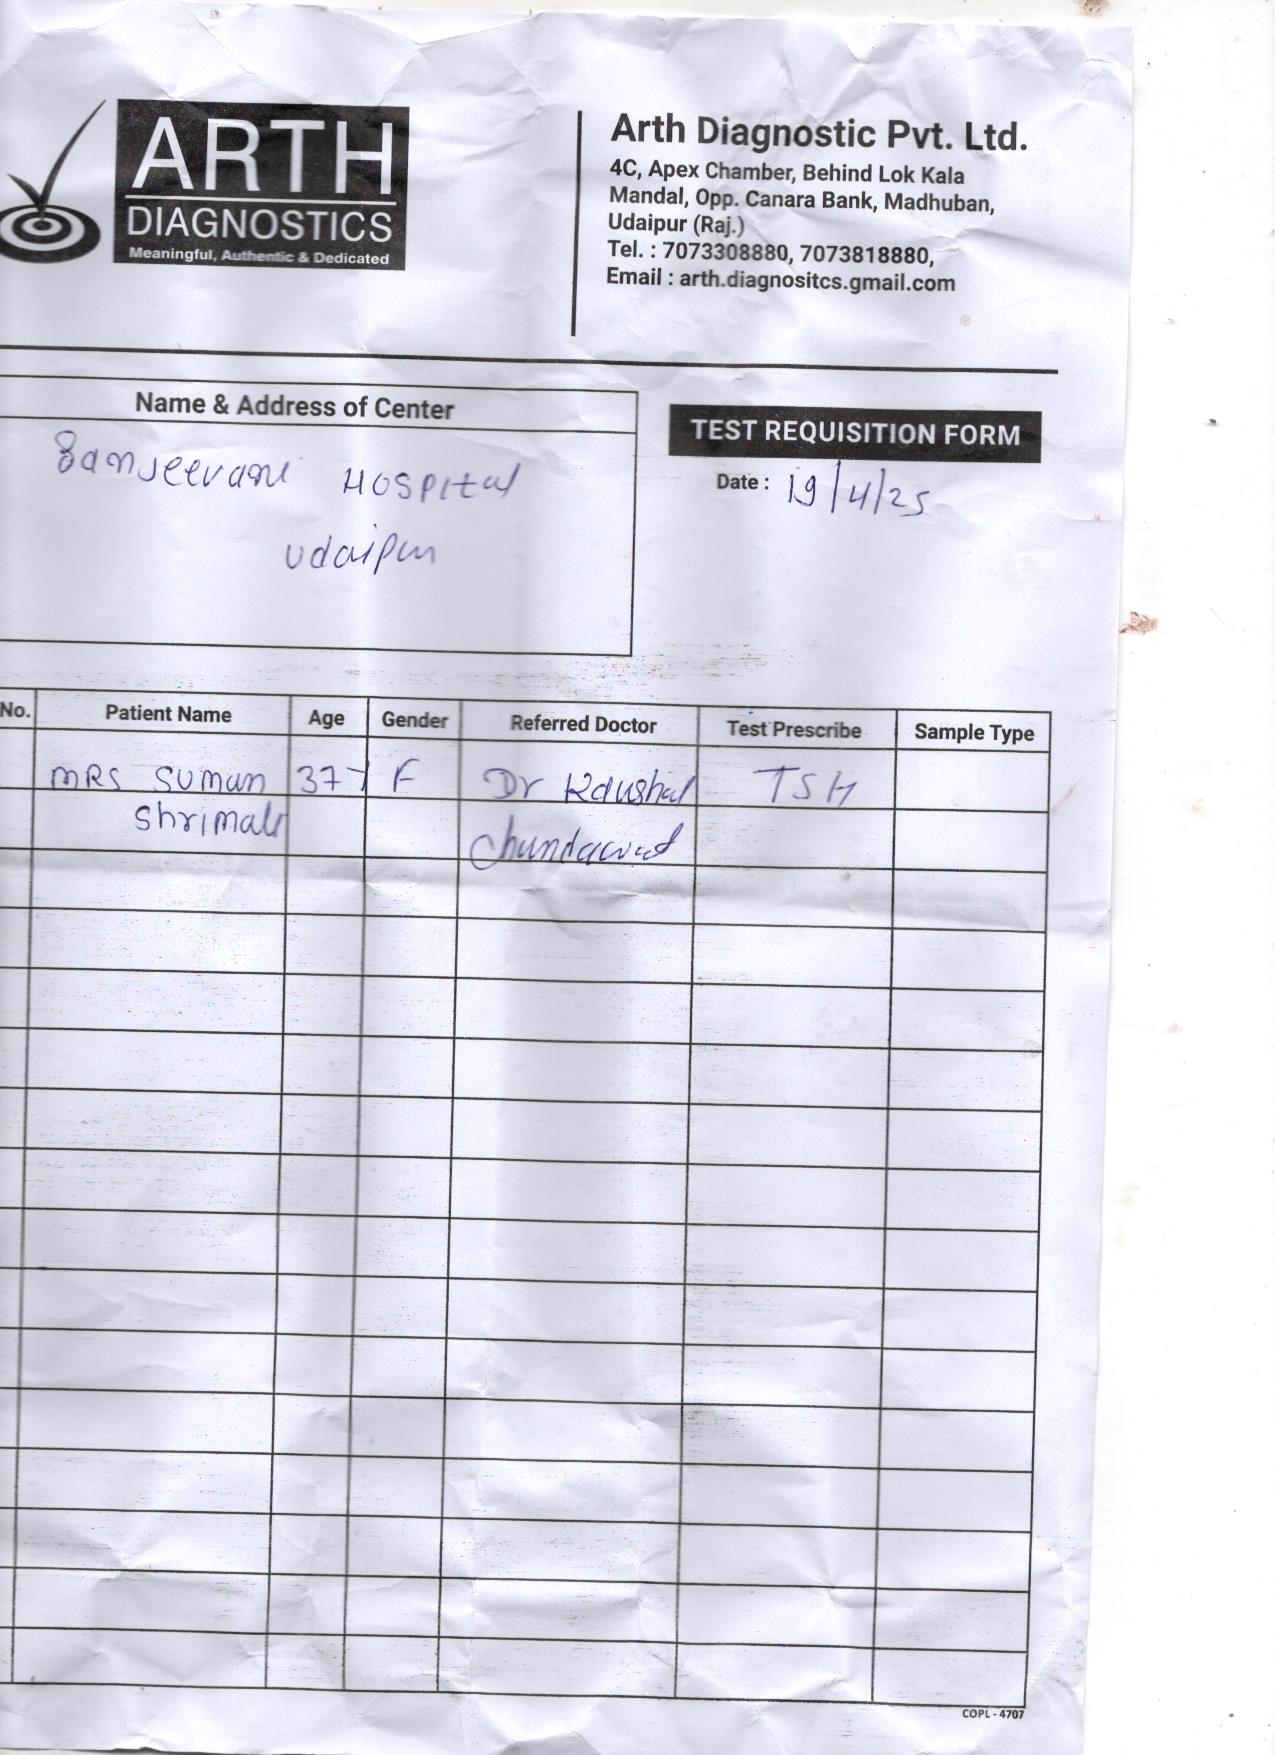 ARTH
DIAGNOSTICS
Meaningful, Authentic & Dedicated
Arth Diagnostic Pvt. Ltd.
4C, Apex Chamber, Behind Lok Kala
Mandal, Opp. Canara Bank, Madhuban,
Udaipur (Raj.)
Tel. : 7073308880, 7073818880,
Email : arth.diagnositcs.gmail.com
Name & Address of Center
Sanjeevani Hospital
Udaipur
TEST REQUISITION FORM
Date : 19/4/25
No. Patient Name Age Gender Referred Doctor Test Prescribe Sample Type
MRS Suman 37y F Dr Kaushal TSH
Shrimali Chundawat
COPL - 4707